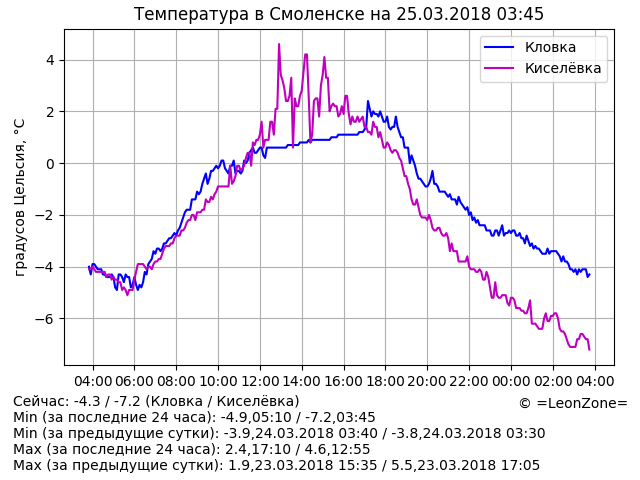 Температура в Смоленске на 25.03.2018 03:45
Кловка
Киселёвка
градусов Цельсия, °C
4
2
0
−2
−4
−6
04:00 06:00 08:00 10:00 12:00 14:00 16:00 18:00 20:00 22:00 00:00 02:00 04:00
Сейчас: -4.3 / -7.2 (Кловка / Киселёвка)
© =LeonZone=
Min (за последние 24 часа): -4.9,05:10 / -7.2,03:45
Min (за предыдущие сутки): -3.9,24.03.2018 03:40 / -3.8,24.03.2018 03:30
Max (за последние 24 часа): 2.4,17:10 / 4.6,12:55
Max (за предыдущие сутки): 1.9,23.03.2018 15:35 / 5.5,23.03.2018 17:05